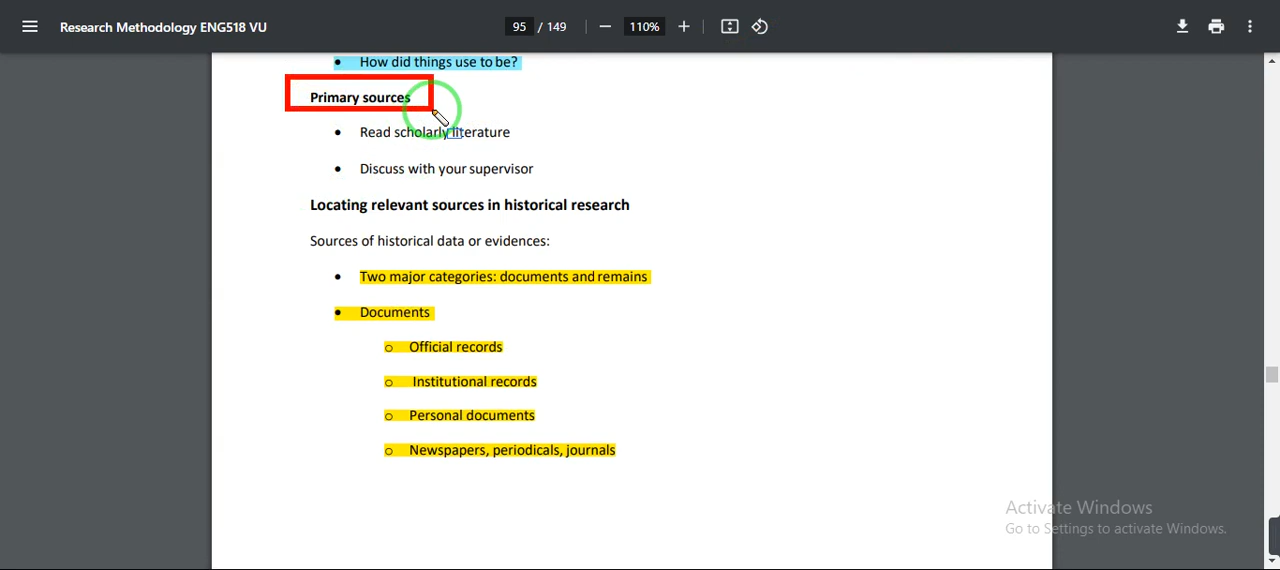 Research Methodology ENG518 VU
95 / 149
110%
• How did things use to be?
Primary sources
• Read scholarly literature
• Discuss with your supervisor
Locating relevant sources in historical research
Sources of historical data or evidences:
• Two major categories: documents and remains
• Documents
o Official records
o Institutional records
o Personal documents
o Newspapers, periodicals, journals
Activate Windows
Go to Settings to activate Windows.